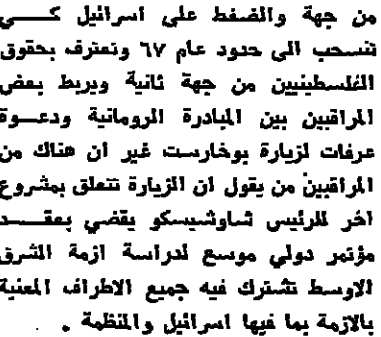 من جهة والضغط على اسرائيل كـــــي
تنسحب الى حدود عام ٦٧ وتعترف بحقوق
الفلسطينيين من جهة ثانية ويربط بعض
المراقبين بين المبادرة الرومانية ودعـــوة
عرفات لزيارة بوخارست غير ان هناك من
المراقبين من يقول ان الزيارة تتعلق بمشروع
اخر للرئيس شاوشيسكو يقضي بعقــــد
مؤتمر دولي موسع لدراسة ازمة الشرق
الاوسط تشترك فيه جميع الاطراف المعنية
بالازمة بما فيها اسرائيل والمنظمة .